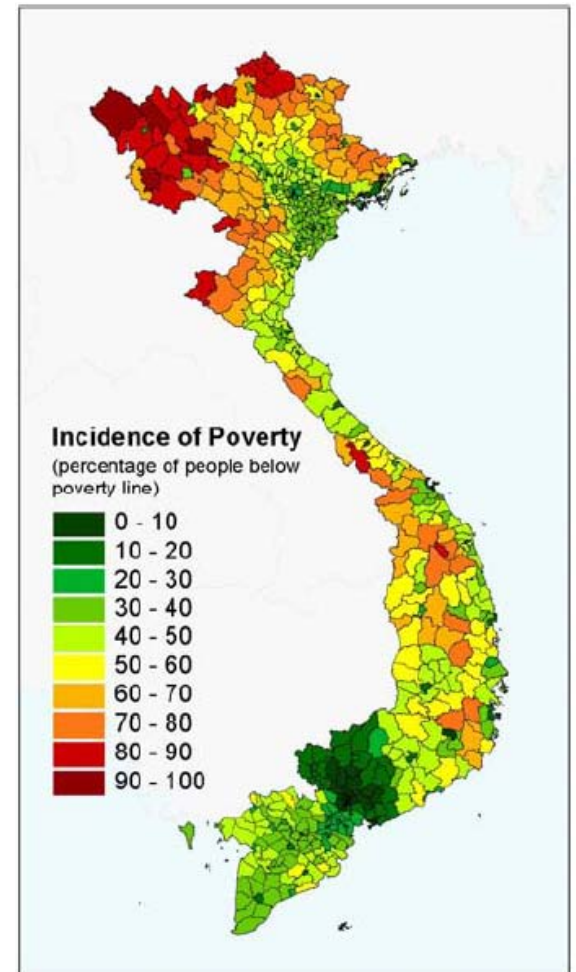 Incidence of Poverty
(percentage of people below
poverty line)
0 - 10
10 - 20
20 - 30
30 - 40
40 - 50
50 - 60
60 - 70
70 - 80
80 - 90
90 - 100